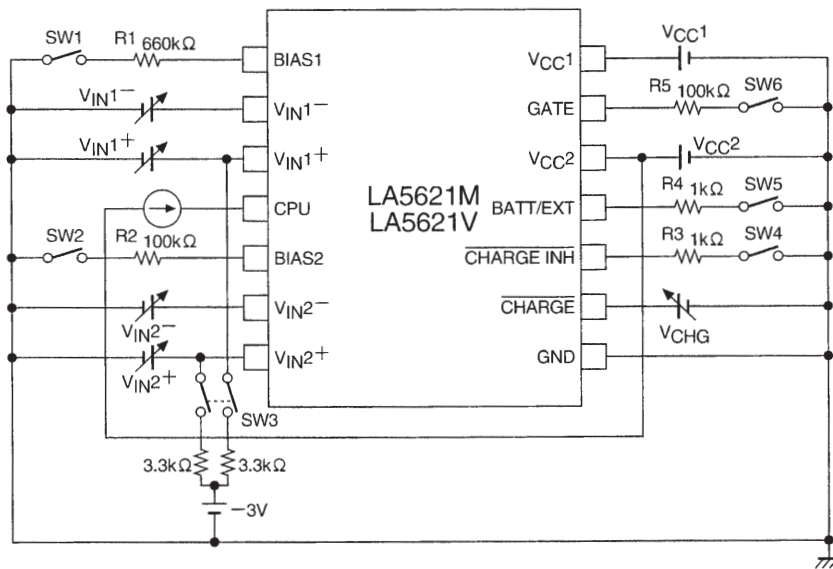 SW1
R1
660kΩ
BIAS1
VIN1−
VIN1−
VIN1+
VIN1+
CPU
SW2
R2
100kΩ
BIAS2
VIN2−
VIN2−
VIN2+
VIN2+
SW3
3.3kΩ
3.3kΩ
−3V
LA5621M
LA5621V
VCC1
VCC1
GATE
R5
100kΩ
SW6
VCC2
VCC2
BATT/EXT
R4
1kΩ
SW5
CHARGE INH
R3
1kΩ
SW4
CHARGE
VCHG
GND